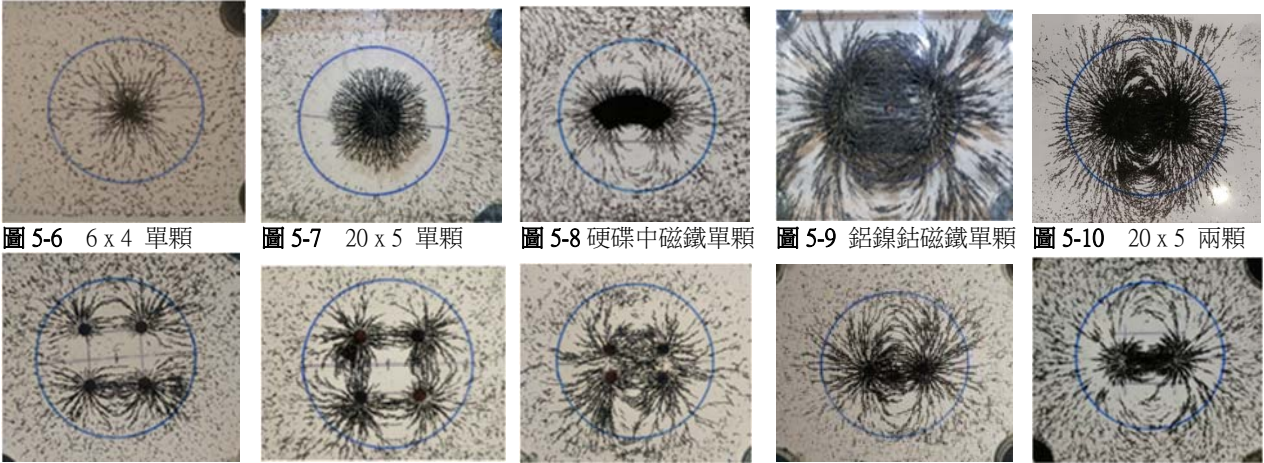 圖 5-6 6 x 4 單顆
圖 5-7 20 x 5 單顆
圖 5-8 硬碟中磁鐵單顆
圖 5-9 鋁鎳鈷磁鐵單顆
圖 5-10 20 x 5 兩顆